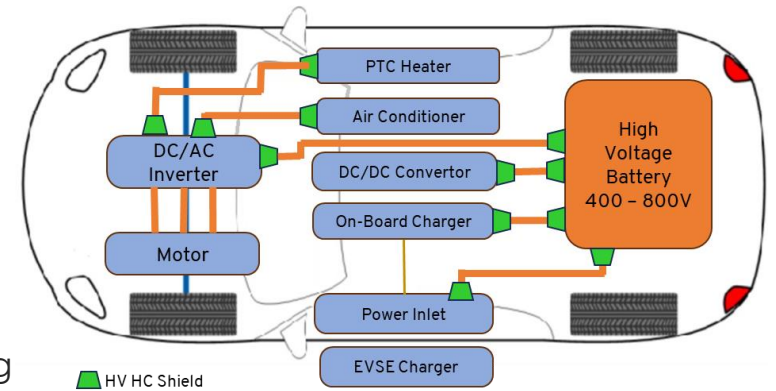 PTC Heater
Air Conditioner
DC/AC
Inverter
DC/DC Convertor
High
Voltage
Battery
400 – 800V
On-Board Charger
Motor
Power Inlet
EVSE Charger
g
HV HC Shield